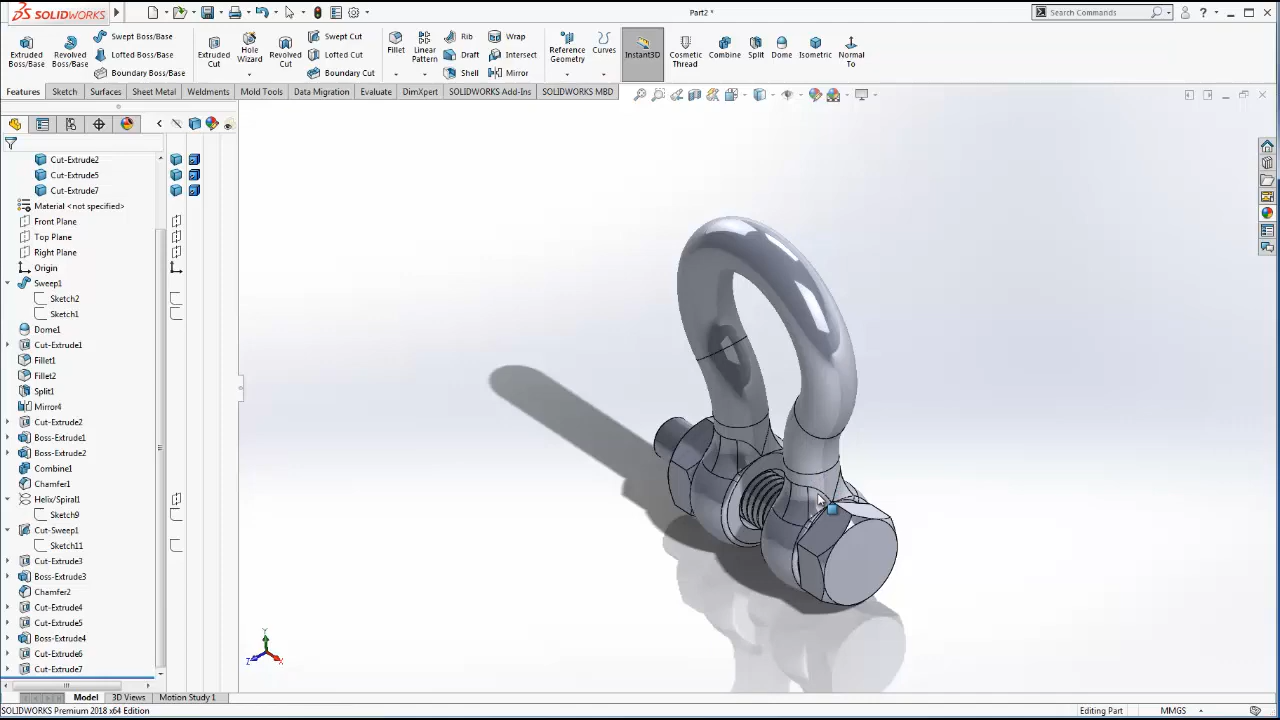 SOLIDWORKS
Part2 *
Search Commands
Extruded Boss/Base
Revolved Boss/Base
Swept Boss/Base
Lofted Boss/Base
Boundary Boss/Base
Extruded Cut
Hole Wizard
Revolved Cut
Swept Cut
Lofted Cut
Boundary Cut
Fillet
Linear Pattern
Rib
Draft
Shell
Wrap
Intersect
Mirror
Reference Geometry
Curves
Instant3D
Cosmetic Thread
Combine
Split
Dome
Isometric
Normal To
Features
Sketch
Surfaces
Sheet Metal
Weldments
Mold Tools
Data Migration
Evaluate
DimXpert
SOLIDWORKS Add-Ins
SOLIDWORKS MBD
Cut-Extrude2
Cut-Extrude5
Cut-Extrude7
Material <not specified>
Front Plane
Top Plane
Right Plane
Origin
Sweep1
Sketch2
Sketch1
Dome1
Cut-Extrude1
Fillet1
Fillet2
Split1
Mirror4
Cut-Extrude2
Boss-Extrude1
Boss-Extrude2
Combine1
Chamfer1
Helix/Spiral1
Sketch9
Cut-Sweep1
Sketch11
Cut-Extrude3
Boss-Extrude3
Chamfer2
Cut-Extrude4
Cut-Extrude5
Boss-Extrude4
Cut-Extrude6
Cut-Extrude7
Y
Z
X
Model
3D Views
Motion Study 1
SOLIDWORKS Premium 2018 x64 Edition
Editing Part
MMGS